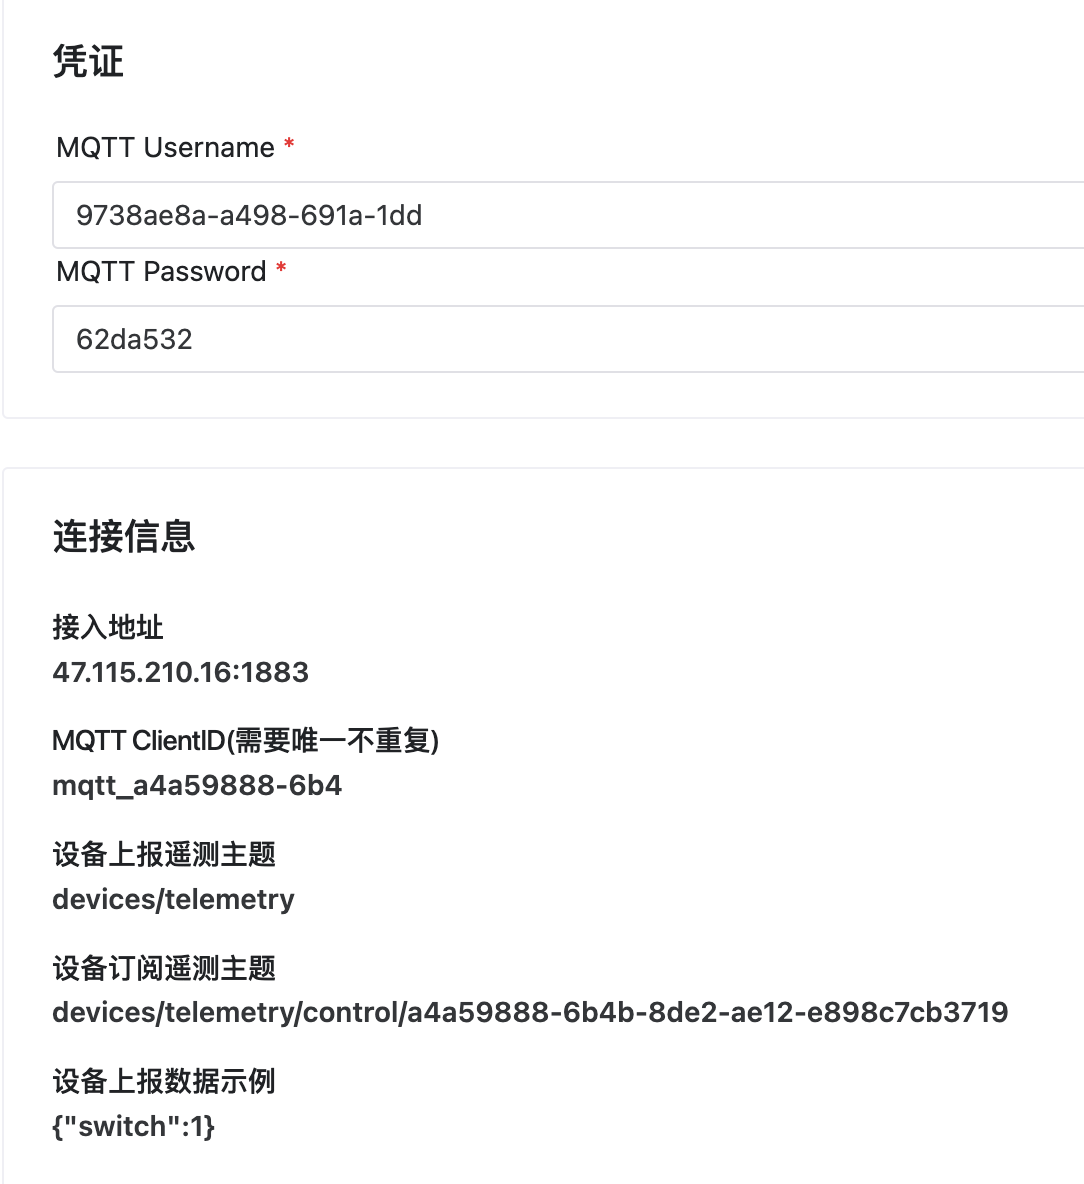 凭证
MQTT Username *
9738ae8a-a498-691a-1dd
MQTT Password *
62da532
连接信息
接入地址
47.115.210.16:1883
MQTT ClientID(需要唯一不重复)
mqtt_a4a59888-6b4
设备上报遥测主题
devices/telemetry
设备订阅遥测主题
devices/telemetry/control/a4a59888-6b4b-8de2-ae12-e898c7cb3719
设备上报数据示例
{"switch":1}